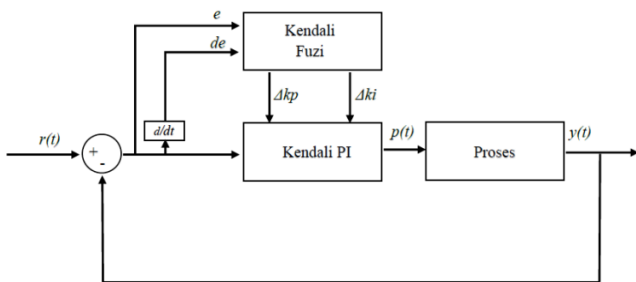 e
de
Kendali
Fuzi
Δkp
Δki
d/dt
r(t)
+
-
Kendali PI
p(t)
Proses
y(t)